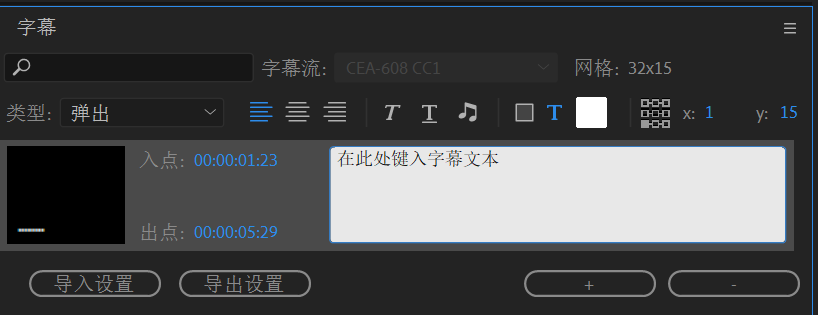 字幕
字幕流: CEA-608 CC1 网格: 32x15
类型: 弹出 T T T x: 1 y: 15
入点: 00:00:01:23 在此处键入字幕文本
出点: 00:00:05:29
导入设置 导出设置 + -